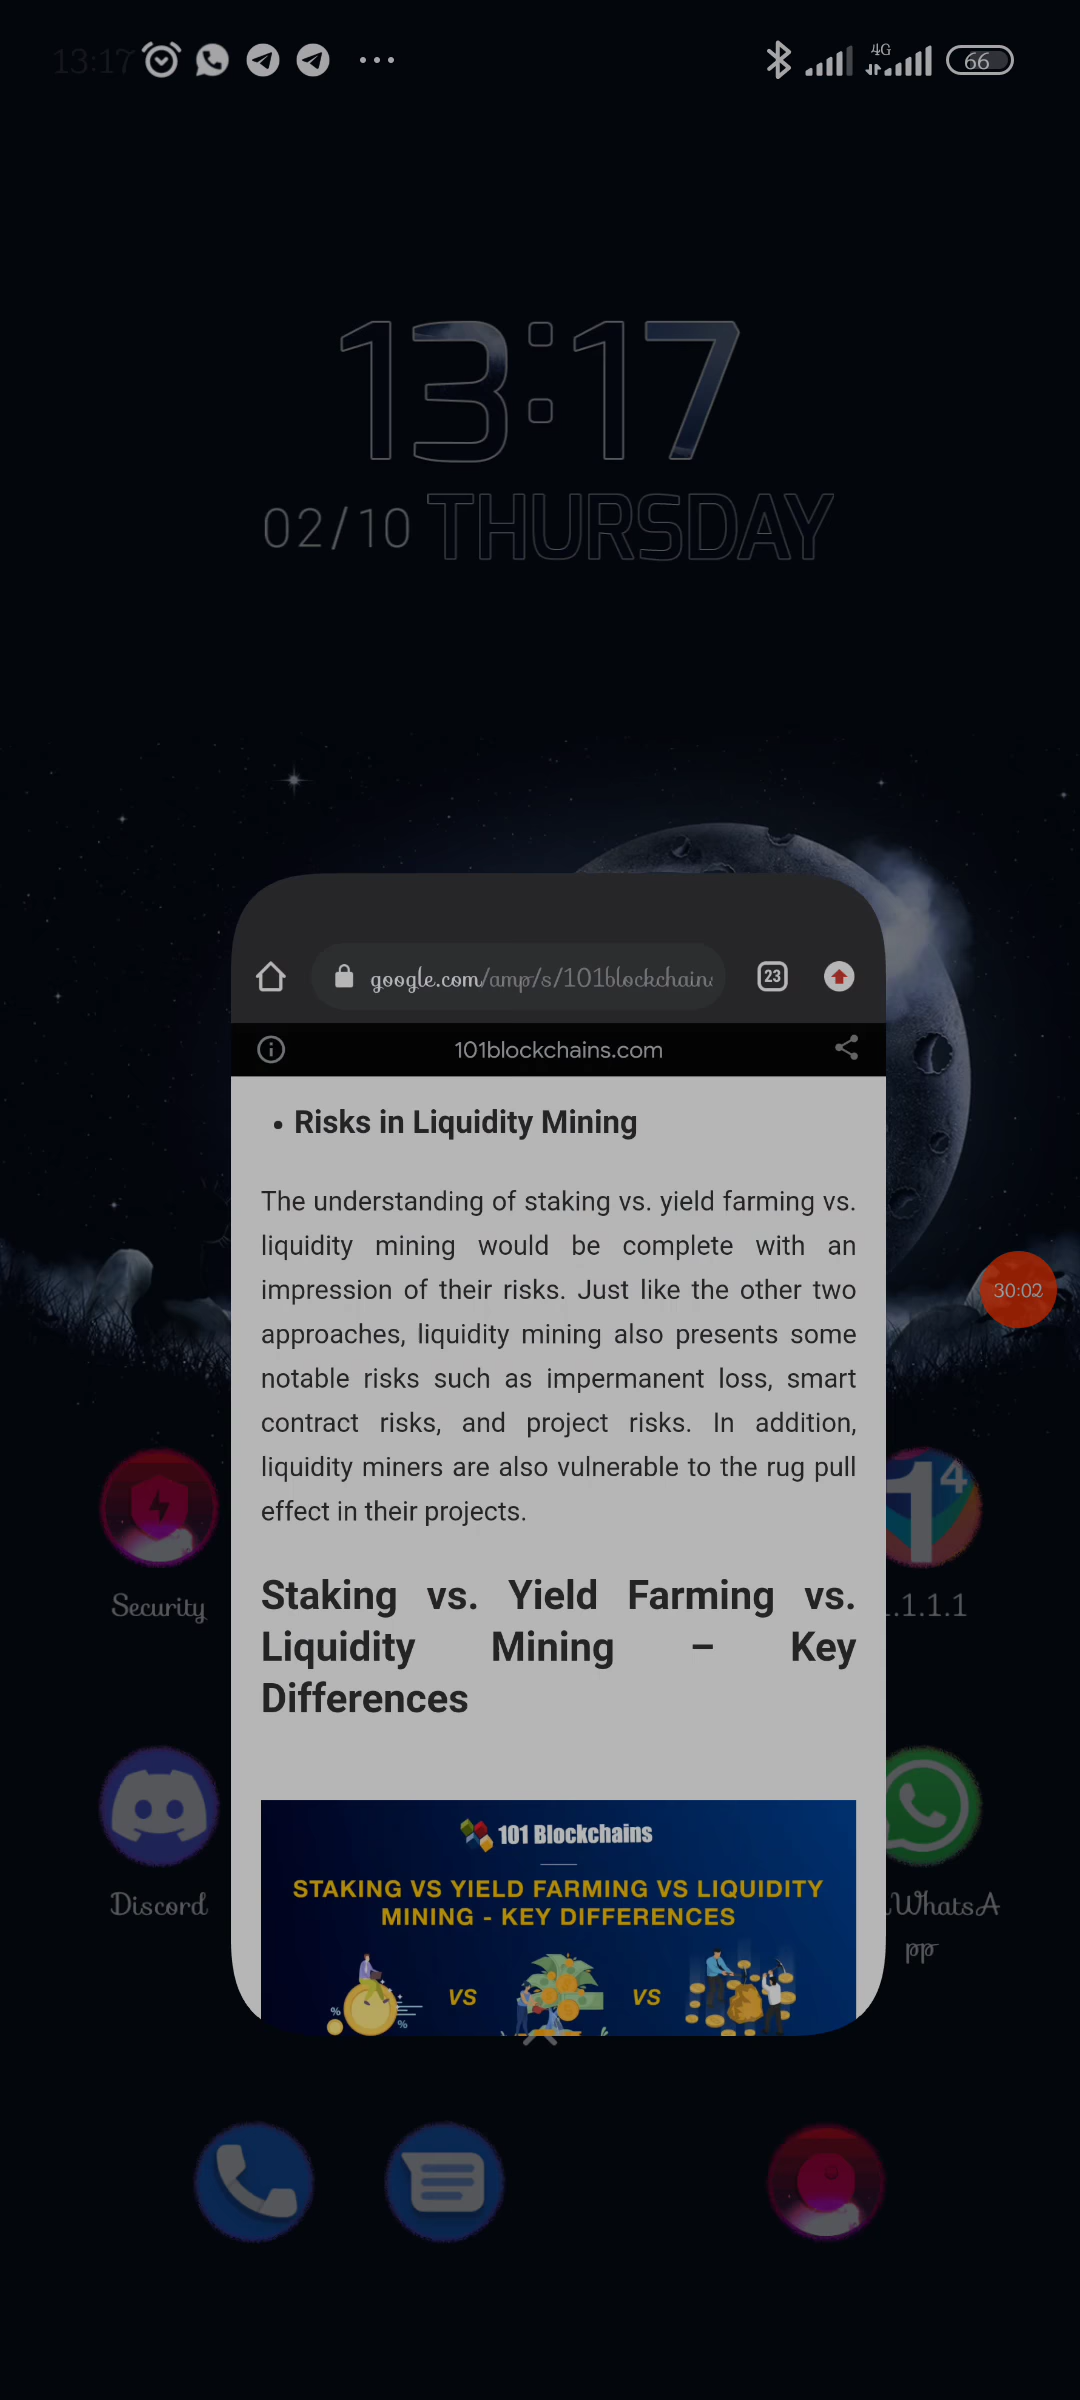 13:17
4G
66
13:17
02/10 THURSDAY
google.com/amp/s/101blockchain
23
101blockchains.com
• Risks in Liquidity Mining
The understanding of staking vs. yield farming vs.
liquidity mining would be complete with an
impression of their risks. Just like the other two
approaches, liquidity mining also presents some
notable risks such as impermanent loss, smart
contract risks, and project risks. In addition,
liquidity miners are also vulnerable to the rug pull
effect in their projects.
30:02
Staking vs. Yield Farming vs.
Liquidity Mining – Key
Differences
101 Blockchains
STAKING VS YIELD FARMING VS LIQUIDITY
MINING - KEY DIFFERENCES
VS
VS
%
%
1⁴
Security
.1.1.1
Discord
WhatsA
pp